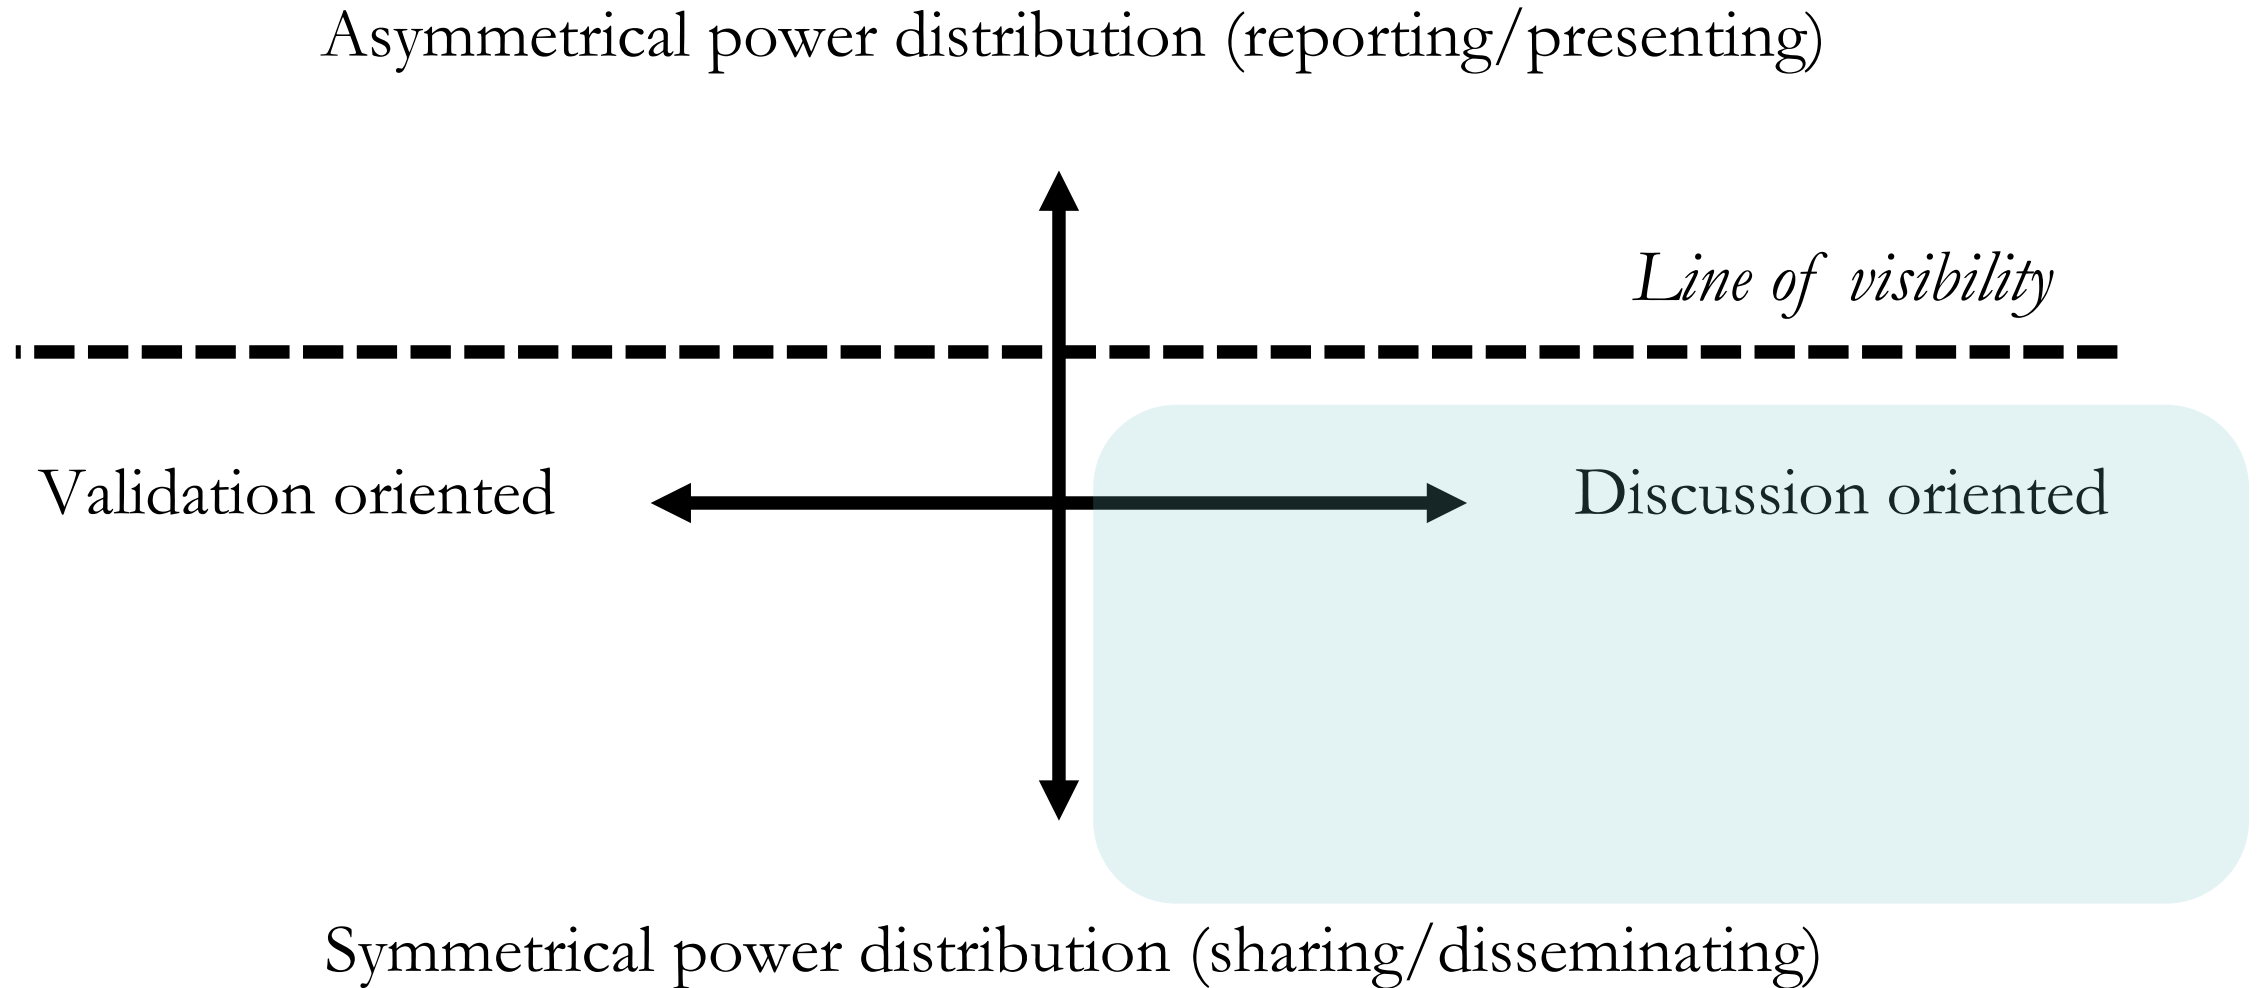 Asymmetrical power distribution (reporting/presenting)
Line of visibility
Validation oriented
Discussion oriented
Symmetrical power distribution (sharing/disseminating)